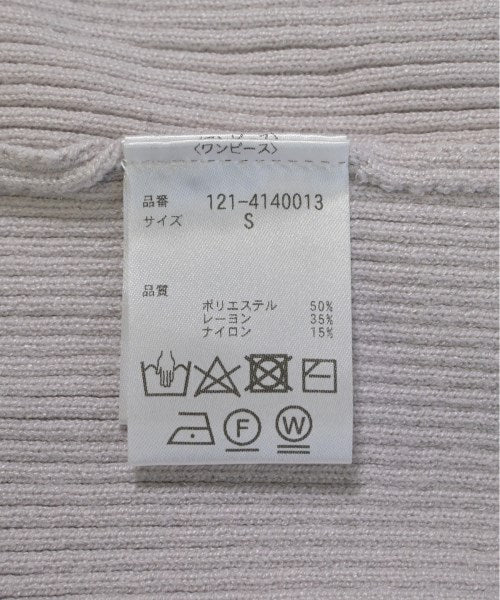 〈ワンピース〉
品番 121-4140013
サイズ S
品質
ポリエステル 50%
レーヨン 35%
ナイロン 15%
F W